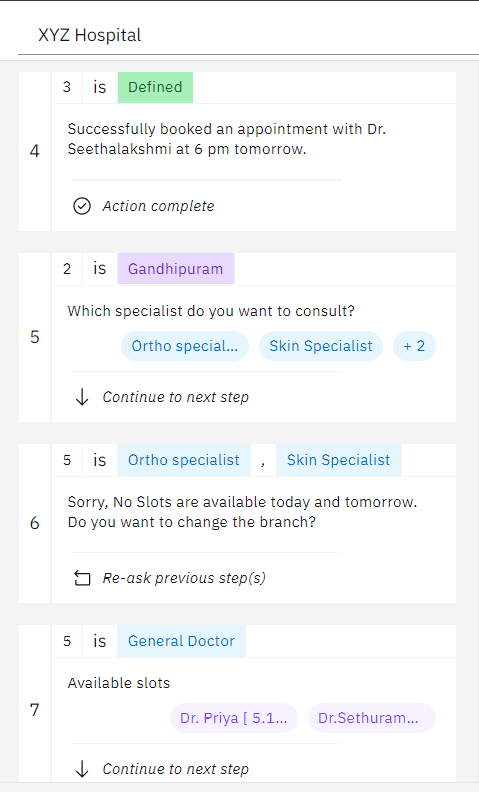 XYZ Hospital
3 is Defined
4
Successfully booked an appointment with Dr.
Seethalakshmi at 6 pm tomorrow.
Action complete
2 is Gandhipuram
5
Which specialist do you want to consult?
Ortho special... Skin Specialist + 2
Continue to next step
5 is Ortho specialist , Skin Specialist
6
Sorry, No Slots are available today and tomorrow.
Do you want to change the branch?
Re-ask previous step(s)
5 is General Doctor
7
Available slots
Dr. Priya [ 5.1... Dr.Sethuram...
Continue to next step